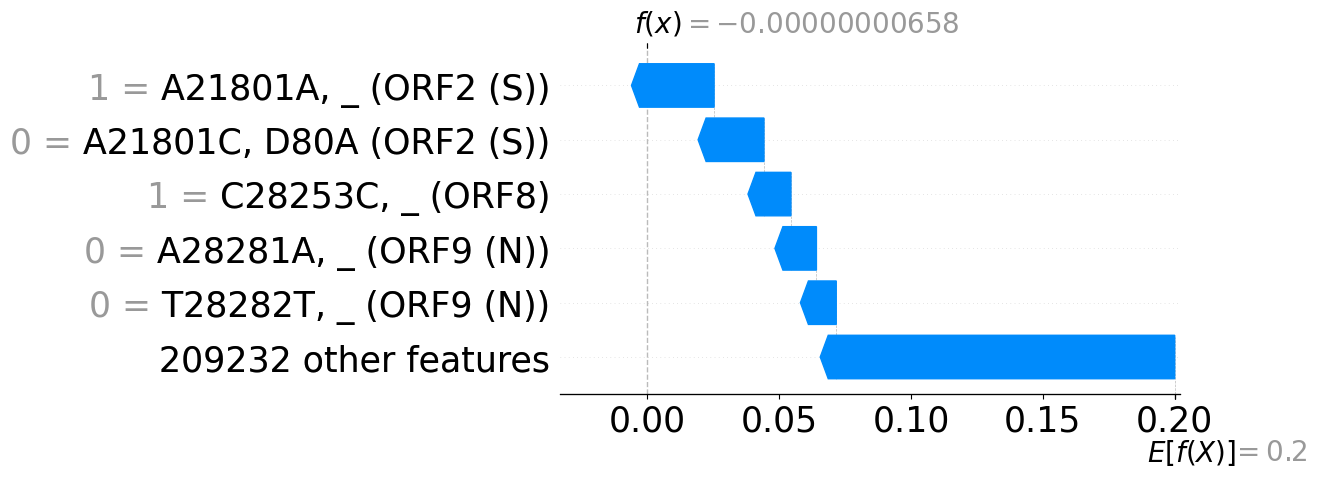 f(x) = −0.00000000658
1 = A21801A, _ (ORF2 (S))
0 = A21801C, D80A (ORF2 (S))
1 = C28253C, _ (ORF8)
0 = A28281A, _ (ORF9 (N))
0 = T28282T, _ (ORF9 (N))
209232 other features
0.00 0.05 0.10 0.15 0.20
E[f(X)] = 0.2